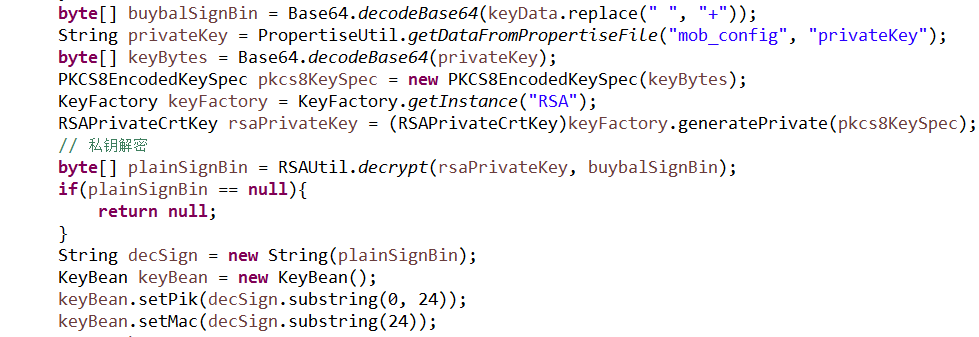 byte[] buybalSignBin = Base64.decodeBase64(keyData.replace(" ", "+"));
String privateKey = PropertiseUtil.getDataFromPropertiseFile("mob_config", "privateKey");
byte[] keyBytes = Base64.decodeBase64(privateKey);
PKCS8EncodedKeySpec pkcs8KeySpec = new PKCS8EncodedKeySpec(keyBytes);
KeyFactory keyFactory = KeyFactory.getInstance("RSA");
RSAPrivateCrtKey rsaPrivateKey = (RSAPrivateCrtKey)keyFactory.generatePrivate(pkcs8KeySpec);
// 私钥解密
byte[] plainSignBin = RSAUtil.decrypt(rsaPrivateKey, buybalSignBin);
if(plainSignBin == null){
    return null;
}
String decSign = new String(plainSignBin);
KeyBean keyBean = new KeyBean();
keyBean.setPik(decSign.substring(0, 24));
keyBean.setMac(decSign.substring(24));